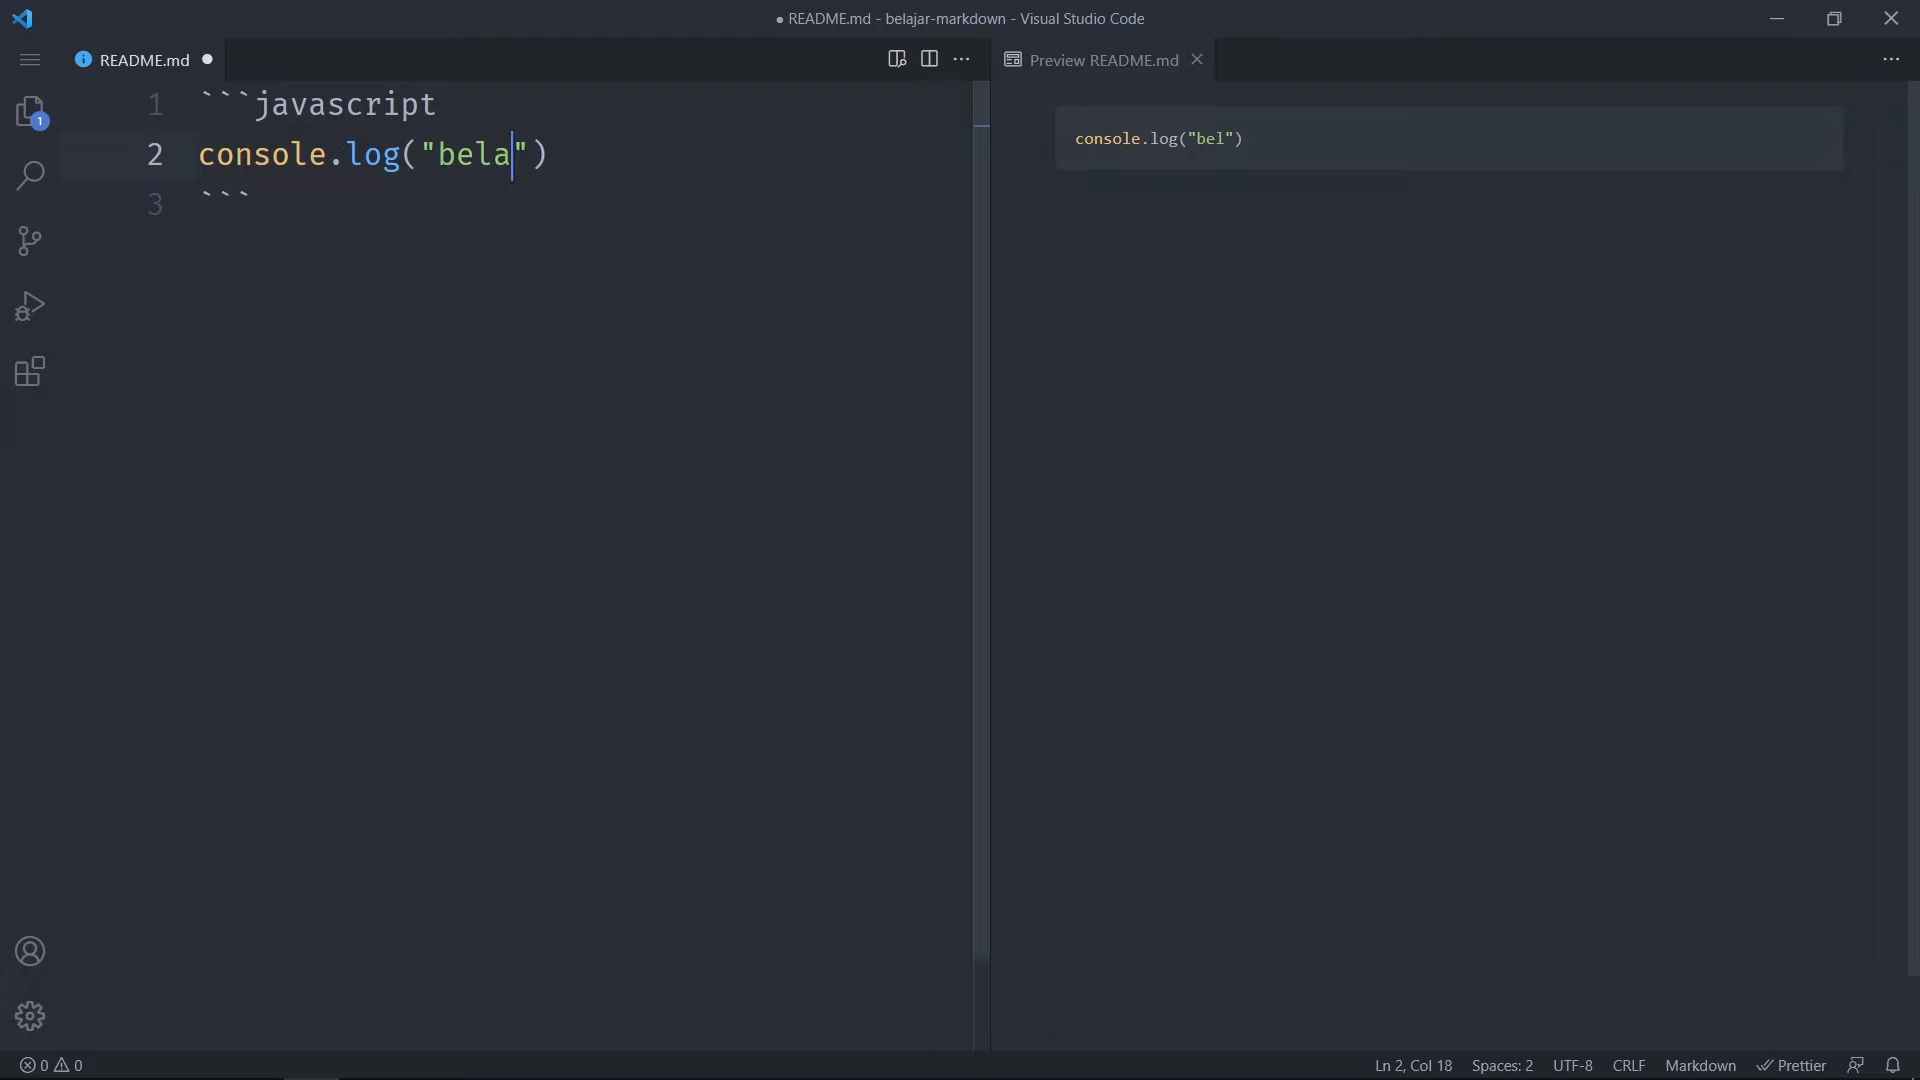 ● README.md - belajar-markdown - Visual Studio Code
README.md ●
Preview README.md
1 ```javascript
2 console.log("bela")
3 ```
console.log("bel")
1
0 0
Ln 2, Col 18 Spaces: 2 UTF-8 CRLF Markdown Prettier